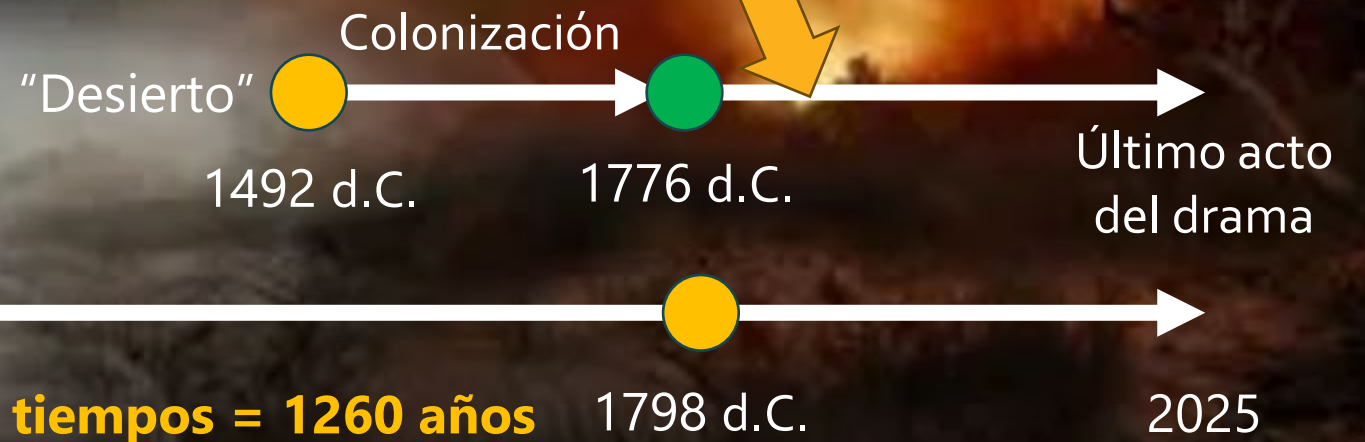 Colonización
“Desierto”
1492 d.C.
1776 d.C.
Último acto
del drama
tiempos = 1260 años
1798 d.C.
2025